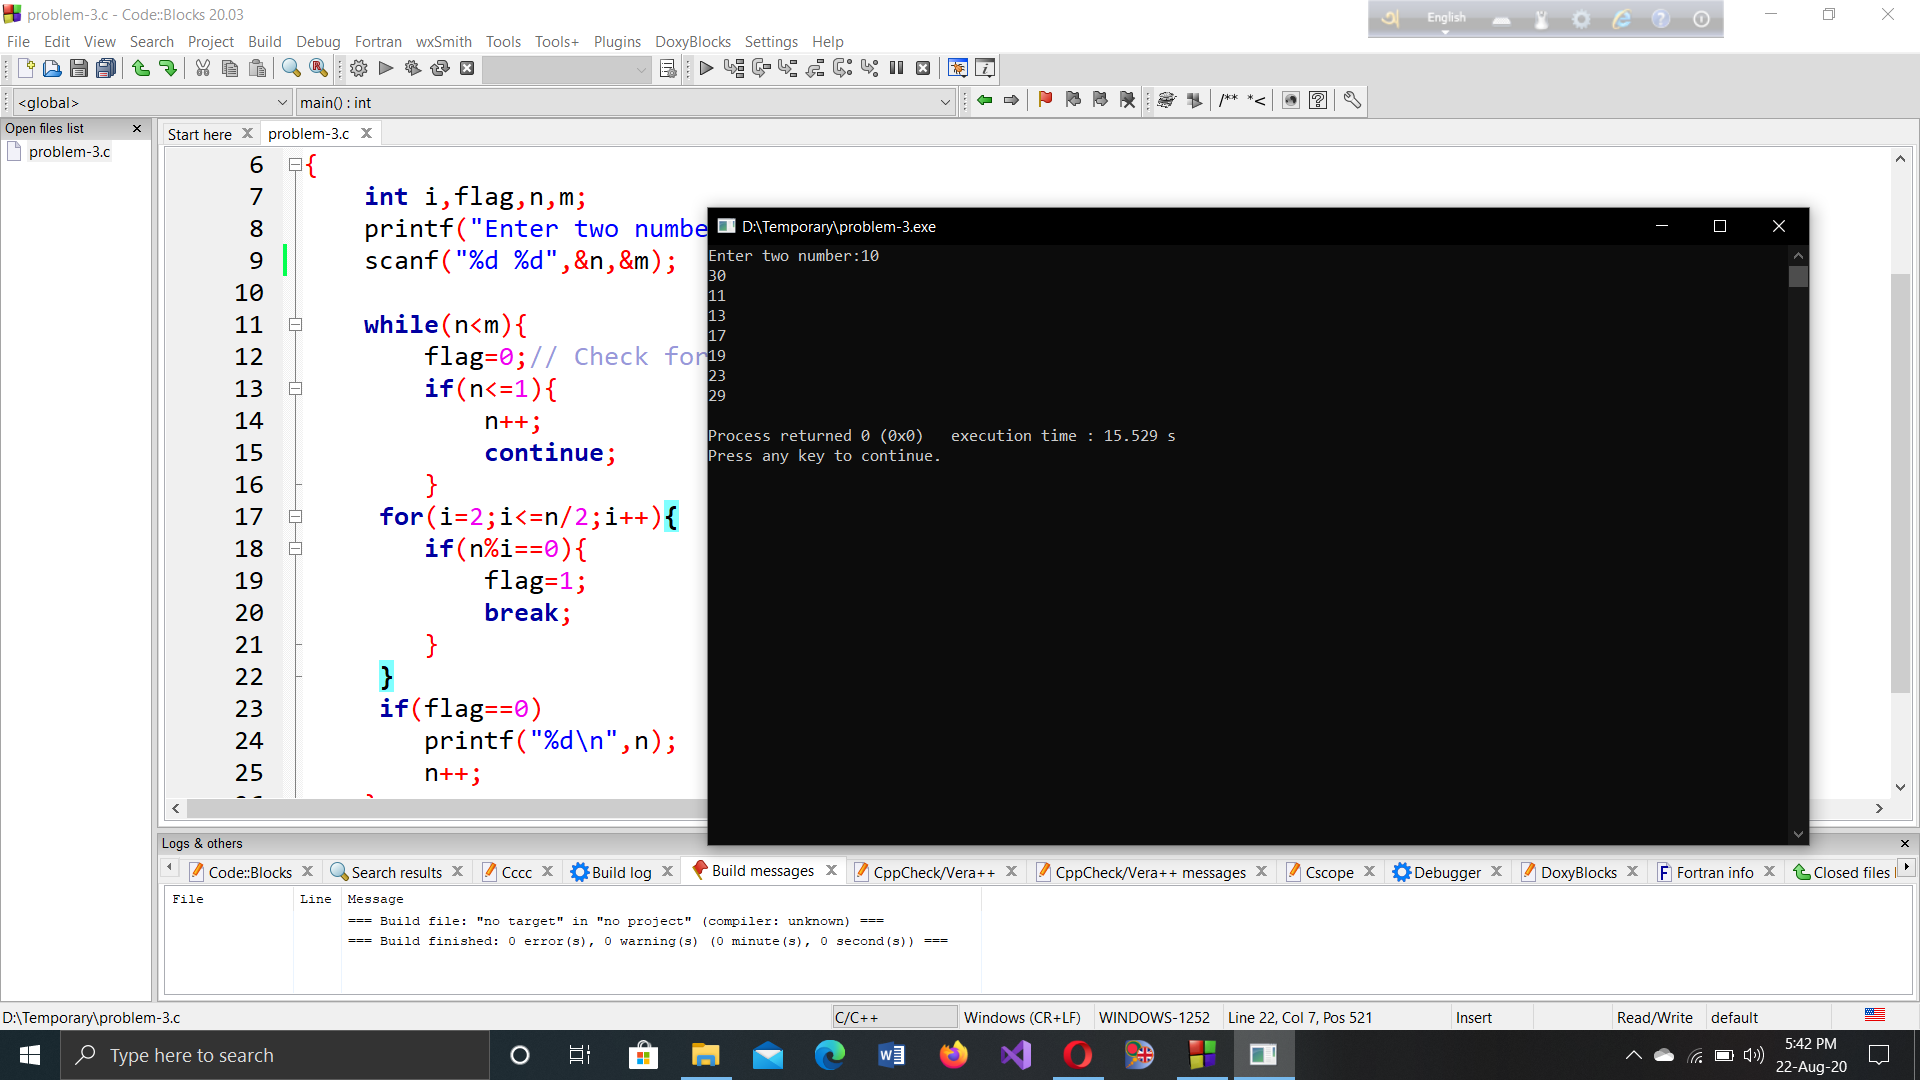 problem-3.c - Code::Blocks 20.03
English
File Edit View Search Project Build Debug Fortran wxSmith Tools Tools+ Plugins DoxyBlocks Settings Help
<global>
main() : int
/** *<
Open files list
problem-3.c
Start here
problem-3.c
6 {
7 int i,flag,n,m;
8 printf("Enter two numbe
9 scanf("%d %d",&n,&m);
10
11 while(n<m){
12 flag=0;// Check for
13 if(n<=1){
14 n++;
15 continue;
16 }
17 for(i=2;i<=n/2;i++){
18 if(n%i==0){
19 flag=1;
20 break;
21 }
22 }
23 if(flag==0)
24 printf("%d\n",n);
25 n++;
D:\Temporary\problem-3.exe
Enter two number:10
30
11
13
17
19
23
29
Process returned 0 (0x0)   execution time : 15.529 s
Press any key to continue.
Logs & others
Code::Blocks
Search results
Cccc
Build log
Build messages
CppCheck/Vera++
CppCheck/Vera++ messages
Cscope
Debugger
DoxyBlocks
Fortran info
Closed files l
File Line Message
=== Build file: "no target" in "no project" (compiler: unknown) ===
=== Build finished: 0 error(s), 0 warning(s) (0 minute(s), 0 second(s)) ===
D:\Temporary\problem-3.c
C/C++
Windows (CR+LF)
WINDOWS-1252
Line 22, Col 7, Pos 521
Insert
Read/Write
default
Type here to search
5:42 PM
22-Aug-20